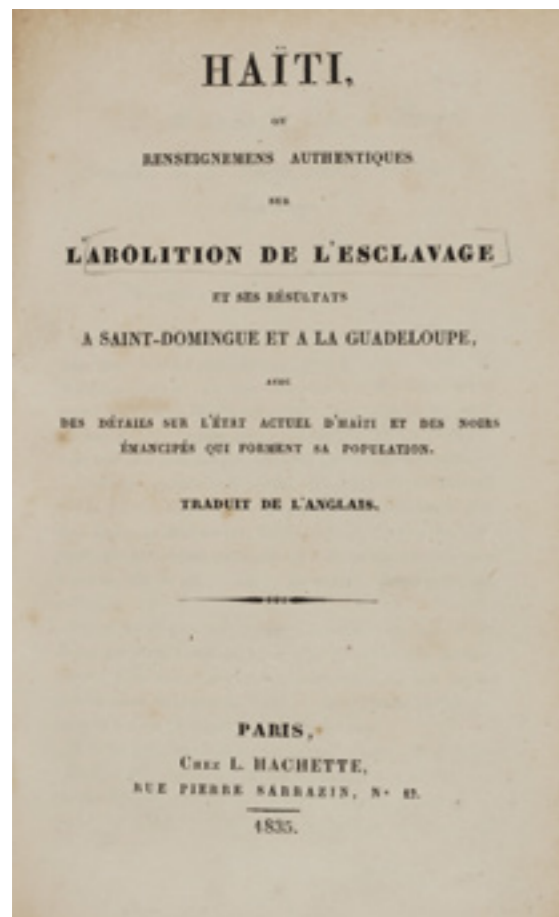 HAÏTI,
OU
RENSEIGNEMENS AUTHENTIQUES
SUR
L'ABOLITION DE L'ESCLAVAGE
ET SES RÉSULTATS
A SAINT-DOMINGUE ET A LA GUADELOUPE,
AVEC
DES DÉTAILS SUR L'ÉTAT ACTUEL D'HAÏTI ET DES NOIRS
ÉMANCIPÉS QUI FORMENT SA POPULATION.
TRADUIT DE L'ANGLAIS.
PARIS,
CHEZ L. HACHETTE,
RUE PIERRE SARRAZIN, N°
1835.